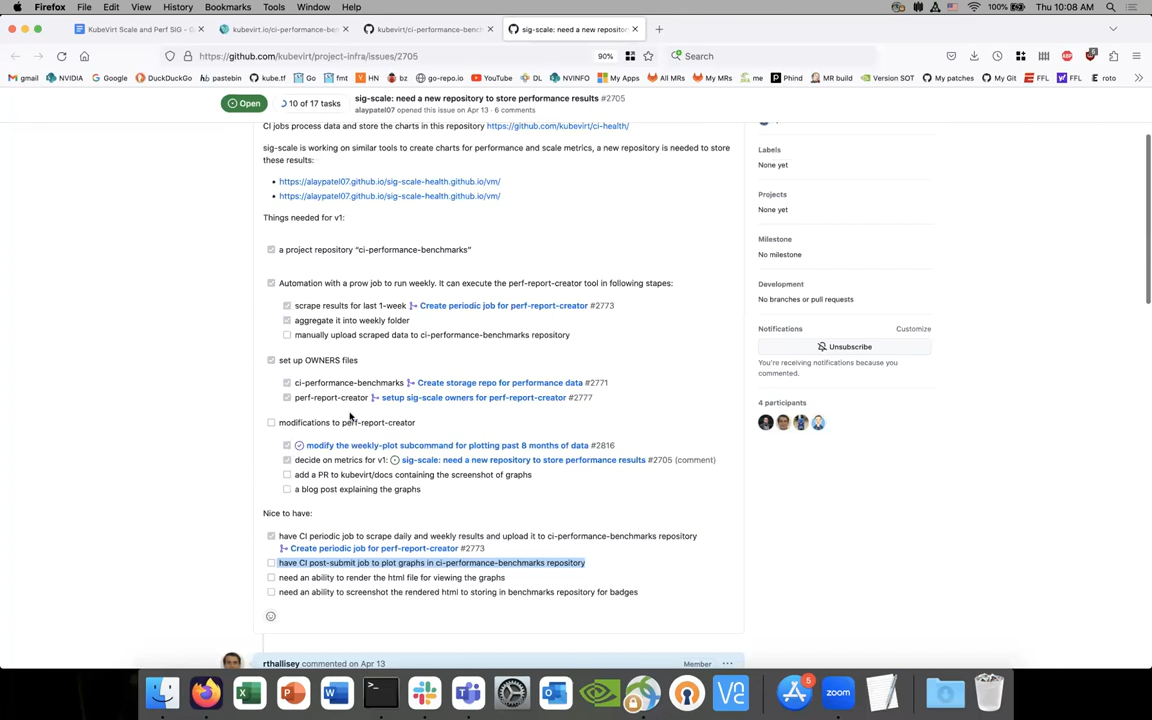 Firefox File Edit View History Bookmarks Tools Window Help 100% Thu 10:08 AM
KubeVirt Scale and Perf SIG - G kubevirt.io/ci-performance-ben kubevirt/ci-performance-bench sig-scale: need a new repositor
https://github.com/kubevirt/project-infra/issues/2705 90% Search
gmail NVIDIA Google DuckDuckGo pastebin kube.tf Go fmt HN bz go-repo.io YouTube DL NVINFO My Apps All MRs My MRs me Phind MR build Version SOT My patches My Git FFL FFL roto
Open 10 of 17 tasks sig-scale: need a new repository to store performance results #2705
alaypatel07 opened this issue on Apr 13 · 6 comments
CI jobs process data and store the charts in this repository https://github.com/kubevirt/ci-health/
sig-scale is working on similar tools to create charts for performance and scale metrics, a new repository is needed to store
these results:
• https://alaypatel07.github.io/sig-scale-health.github.io/vm/
• https://alaypatel07.github.io/sig-scale-health.github.io/vm/
Things needed for v1:
a project repository “ci-performance-benchmarks”
Automation with a prow job to run weekly. It can execute the perf-report-creator tool in following stapes:
scrape results for last 1-week Create periodic job for perf-report-creator #2773
aggregate it into weekly folder
manually upload scraped data to ci-performance-benchmarks repository
set up OWNERS files
ci-performance-benchmarks Create storage repo for performance data #2771
perf-report-creator setup sig-scale owners for perf-report-creator #2777
modifications to perf-report-creator
modify the weekly-plot subcommand for plotting past 8 months of data #2816
decide on metrics for v1: sig-scale: need a new repository to store performance results #2705 (comment)
add a PR to kubevirt/docs containing the screenshot of graphs
a blog post explaining the graphs
Nice to have:
have CI periodic job to scrape daily and weekly results and upload it to ci-performance-benchmarks repository
Create periodic job for perf-report-creator #2773
have CI post-submit job to plot graphs in ci-performance-benchmarks repository
need an ability to render the html file for viewing the graphs
need an ability to screenshot the rendered html to storing in benchmarks repository for badges
rthallisey commented on Apr 13 Member
Labels
None yet
Projects
None yet
Milestone
No milestone
Development
No branches or pull requests
Notifications Customize
Unsubscribe
You're receiving notifications because you
commented.
4 participants
5
zoom